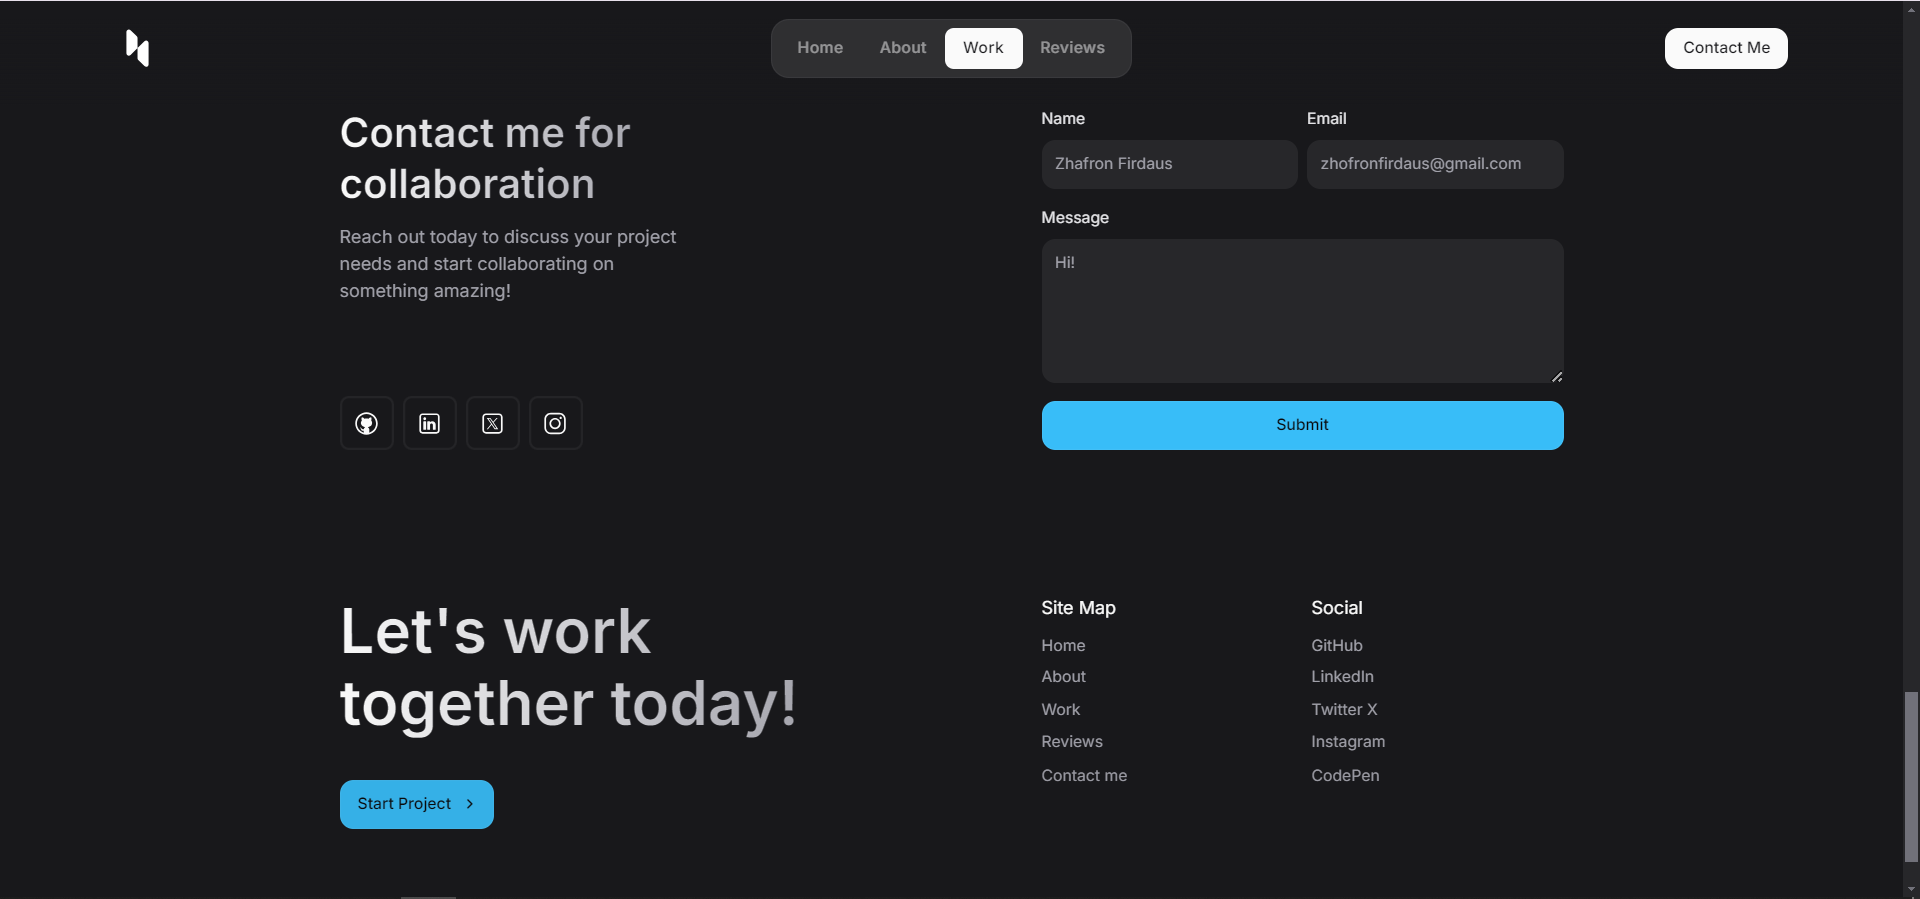 Home About Work Reviews
Contact Me
Contact me for
collaboration
Reach out today to discuss your project
needs and start collaborating on
something amazing!
Name
Zhafron Firdaus
Email
zhofronfirdaus@gmail.com
Message
Hi!
Submit
Let's work
together today!
Start Project
Site Map
Home
About
Work
Reviews
Contact me
Social
GitHub
LinkedIn
Twitter X
Instagram
CodePen